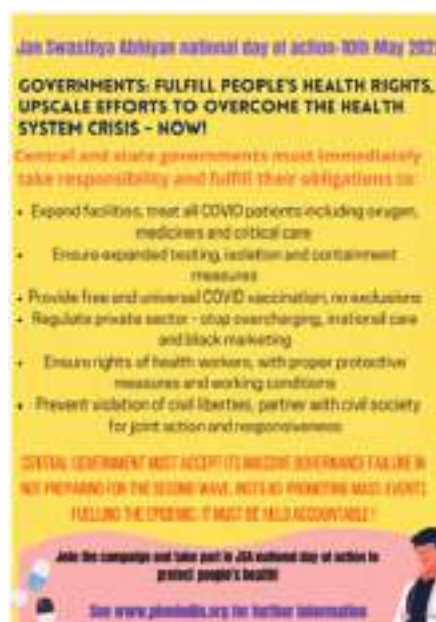 Jan Swasthya Abhiyan national day of action-10th May 202
GOVERNMENTS: FULFILL PEOPLE'S HEALTH RIGHTS,
UPSCALE EFFORTS TO OVERCOME THE HEALTH
SYSTEM CRISIS - NOW!
Central and state governments must immediately
take responsibility and fulfill their obligations to:
• Expand facilities, treat all COVID patients including oxygen,
medicines and critical care
• Ensure expanded testing, isolation and containment
measures
• Provide free and universal COVID vaccination, no exclusions
• Regulate private sector - stop overcharging, irrational care
and black marketing
• Ensure rights of health workers, with proper protective
measures and working conditions
• Prevent violation of civil liberties, partner with civil society
for joint action and responsiveness
CENTRAL GOVERNMENT MUST ACCEPT ITS MASSIVE GOVERNANCE FAILURE IN
NOT PREPARING FOR THE SECOND WAVE, INSTEAD PROMOTING MASS EVENTS
FUELLING THE EPIDEMIC. IT MUST BE HELD ACCOUNTABLE!
Join the campaign and take part in JSA national day of action to
protect people's health!
See www.phmindia.org for further information